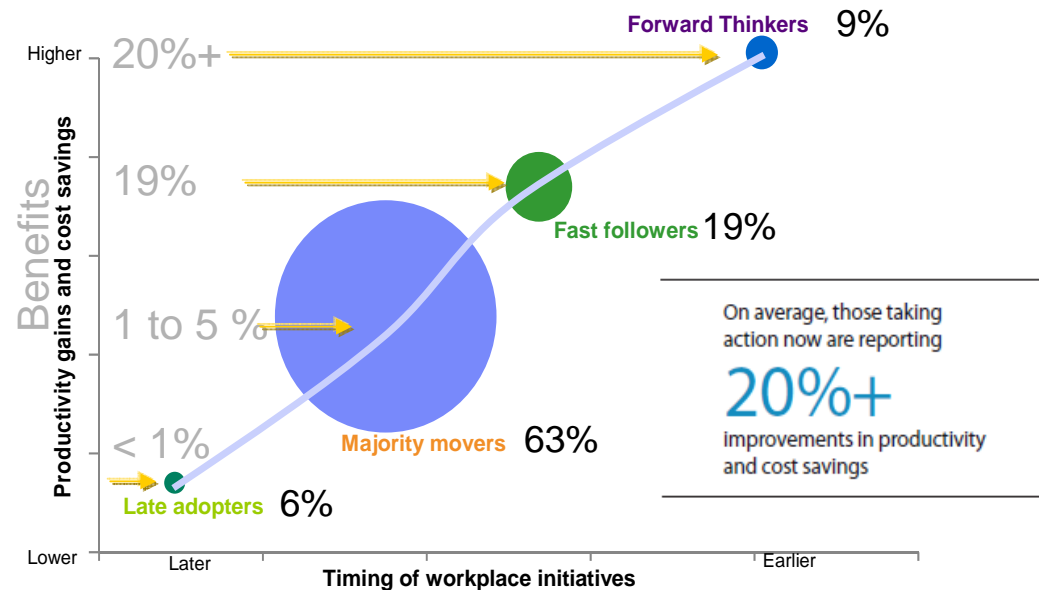 Forward Thinkers 9%
Higher
20%+
19%
Fast followers 19%
Benefits
Productivity gains and cost savings
1 to 5 %
On average, those taking
action now are reporting
20%+
improvements in productivity
and cost savings
< 1%
Majority movers 63%
Late adopters 6%
Lower
Later
Earlier
Timing of workplace initiatives